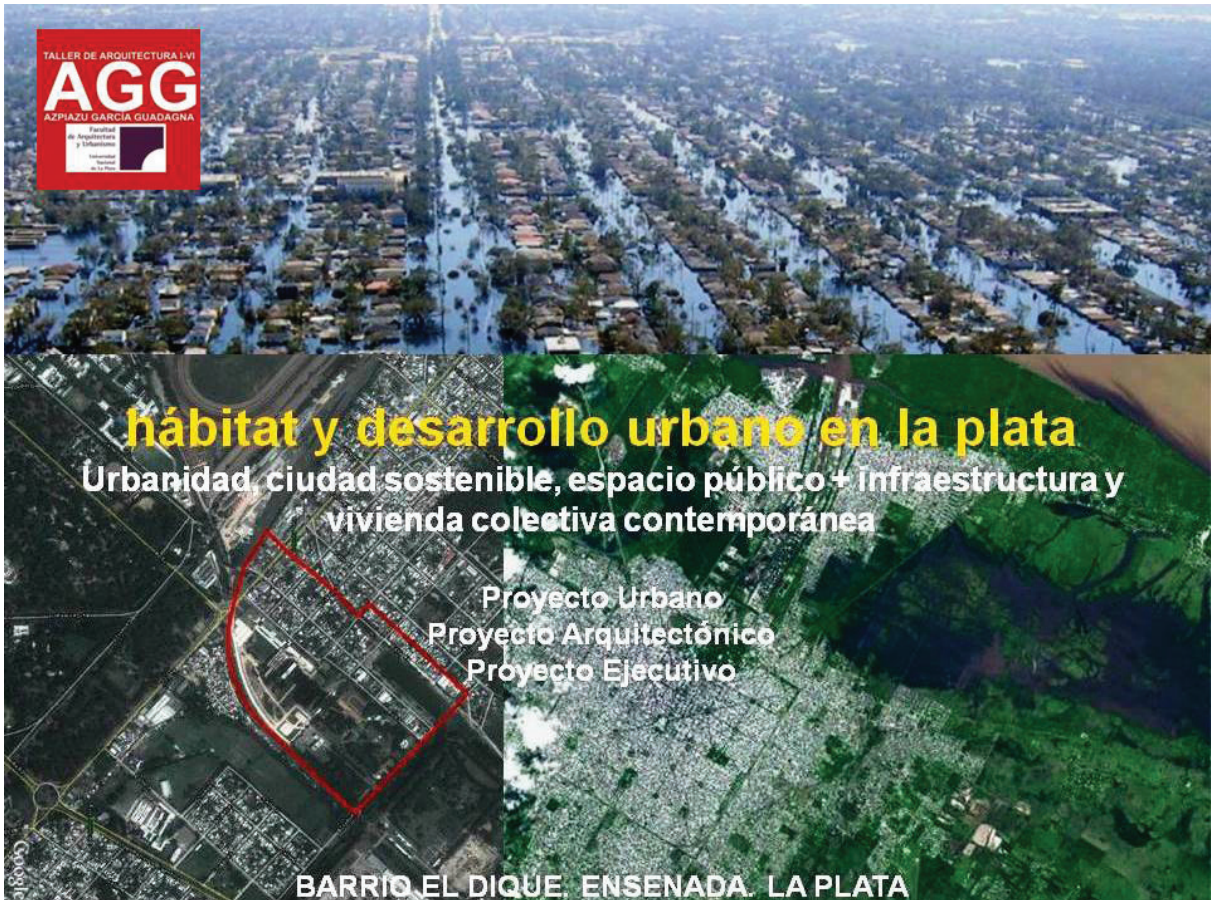 TALLER DE ARQUITECTURA I-VI
AGG
AZPIAZU GARCÍA GUADAGNA
Facultad
de Arquitectura
y Urbanismo
Universidad
Nacional
de La Plata
hábitat y desarrollo urbano en la plata
Urbanidad, ciudad sostenible, espacio público + infraestructura y
vivienda colectiva contemporánea
Proyecto Urbano
Proyecto Arquitectónico
Proyecto Ejecutivo
Google
BARRIO EL DIQUE. ENSENADA. LA PLATA